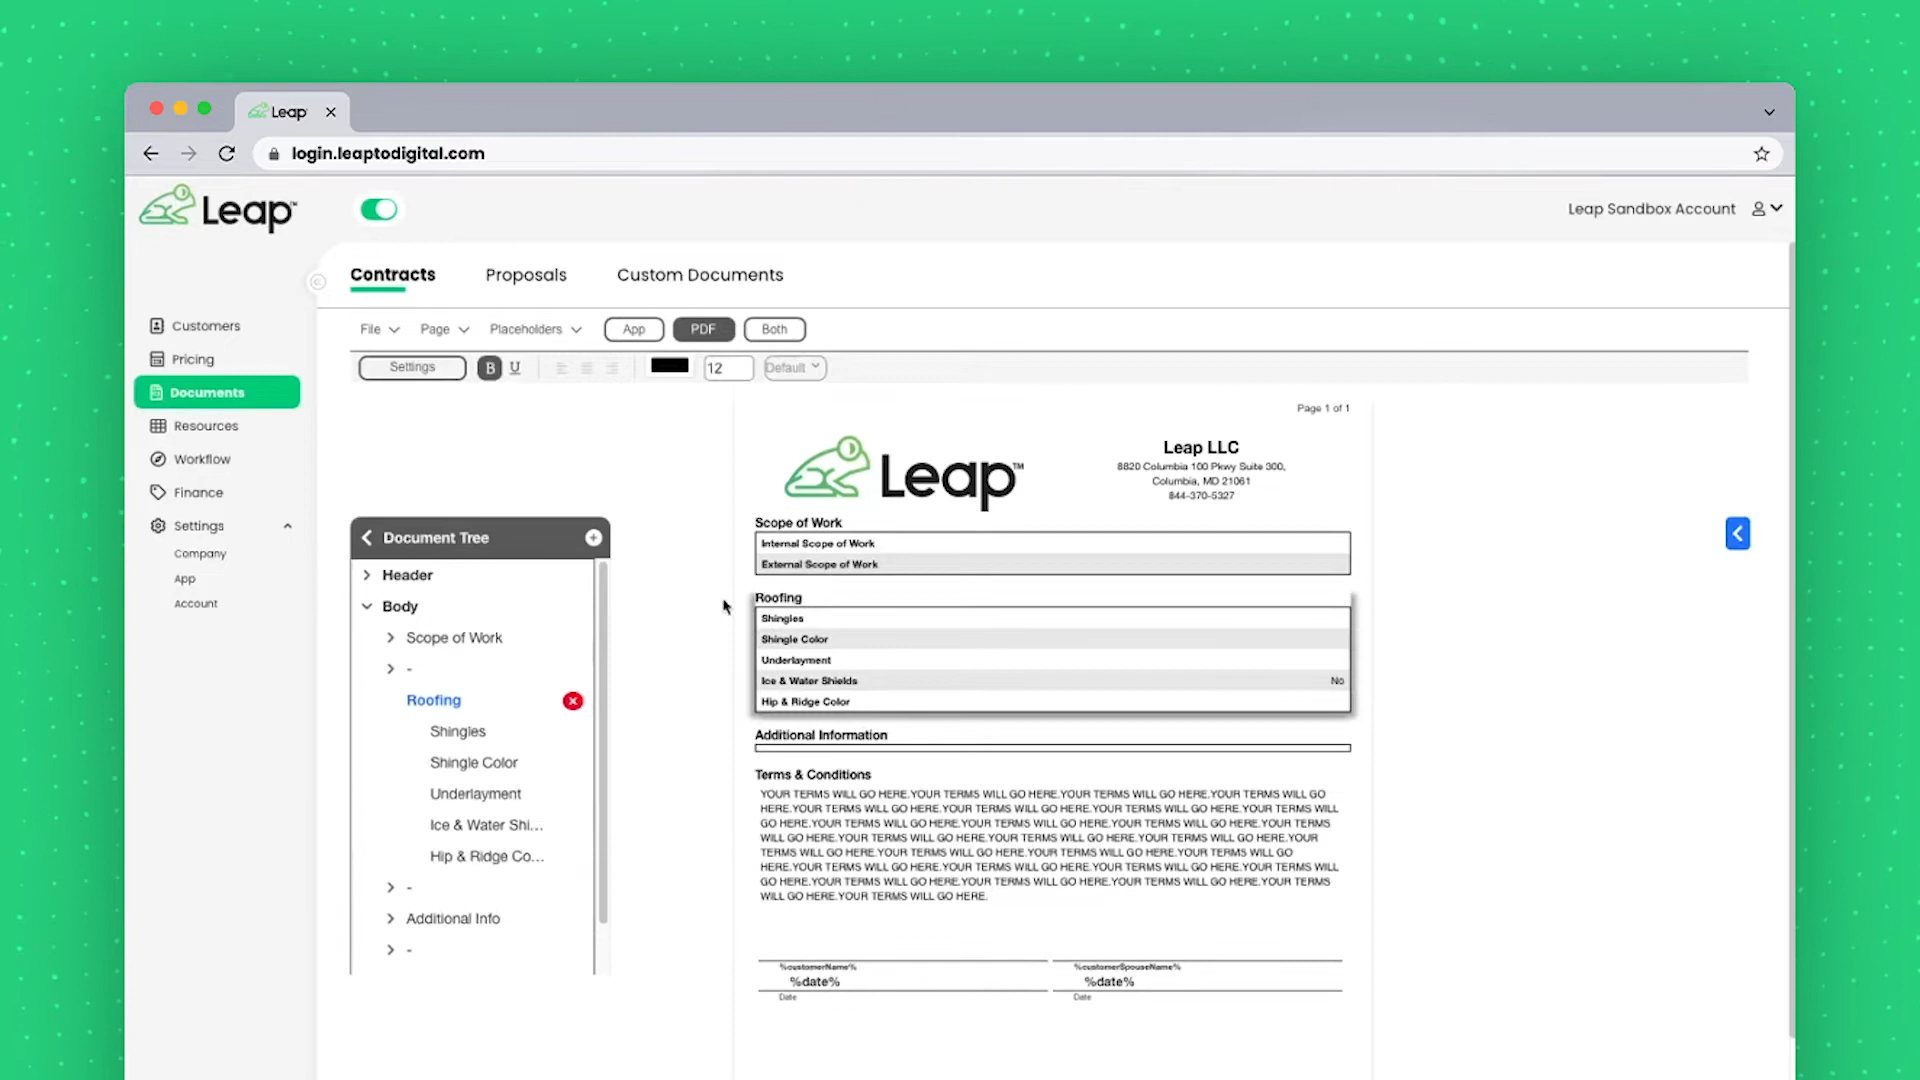 Leap
login.leaptodigital.com
Leap™
Leap Sandbox Account
Contracts
Proposals
Custom Documents
Customers
Pricing
Documents
Resources
Workflow
Finance
Settings
Company
App
Account
File
Page
Placeholders
App
PDF
Both
Settings
B
U
12
Default
Document Tree
Header
Body
Scope of Work
-
Roofing
Shingles
Shingle Color
Underlayment
Ice & Water Shi...
Hip & Ridge Co...
-
Additional Info
-
Page 1 of 1
Leap™
Leap LLC
8820 Columbia 100 Pkwy Suite 300,
Columbia, MD 21061
844-370-5327
Scope of Work
Internal Scope of Work
External Scope of Work
Roofing
Shingles
Shingle Color
Underlayment
Ice & Water Shields No
Hip & Ridge Color
Additional Information
Terms & Conditions
YOUR TERMS WILL GO HERE.YOUR TERMS WILL GO HERE.YOUR TERMS WILL GO HERE.YOUR TERMS WILL GO
HERE.YOUR TERMS WILL GO HERE.YOUR TERMS WILL GO HERE.YOUR TERMS WILL GO HERE.YOUR TERMS WILL
GO HERE.YOUR TERMS WILL GO HERE.YOUR TERMS WILL GO HERE.YOUR TERMS WILL GO HERE.YOUR TERMS
WILL GO HERE.YOUR TERMS WILL GO HERE.YOUR TERMS WILL GO HERE.YOUR TERMS WILL GO HERE.YOUR
TERMS WILL GO HERE.YOUR TERMS WILL GO HERE.YOUR TERMS WILL GO HERE.YOUR TERMS WILL GO
HERE.YOUR TERMS WILL GO HERE.YOUR TERMS WILL GO HERE.YOUR TERMS WILL GO HERE.YOUR TERMS WILL
GO HERE.YOUR TERMS WILL GO HERE.YOUR TERMS WILL GO HERE.YOUR TERMS WILL GO HERE.YOUR TERMS
WILL GO HERE.YOUR TERMS WILL GO HERE.
%customerName%
%date%
Date
%customerSpouseName%
%date%
Date